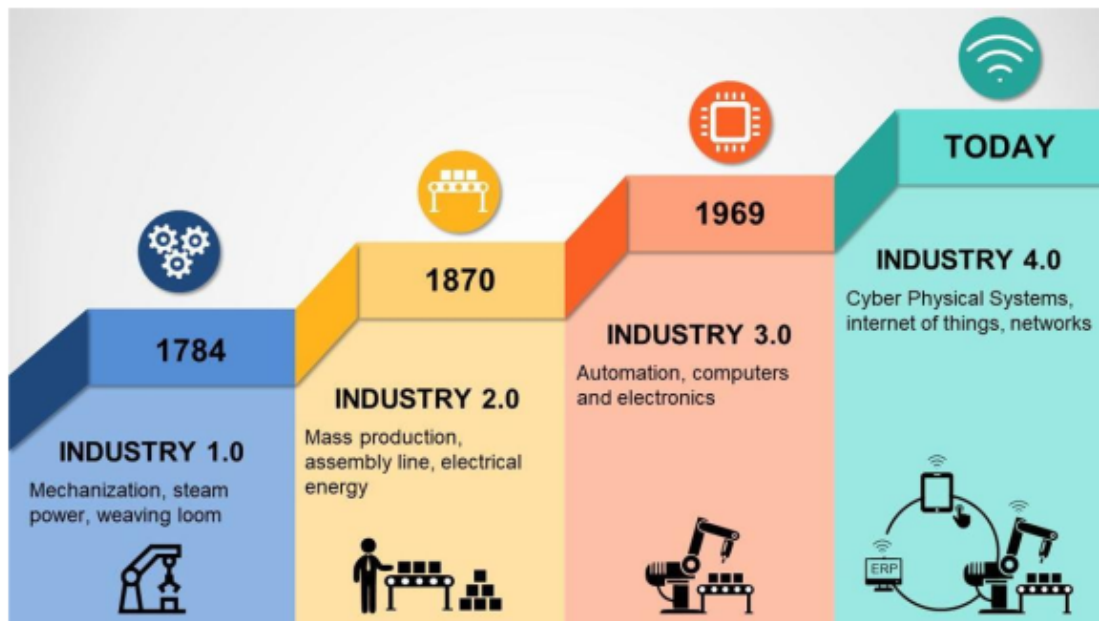 1784
INDUSTRY 1.0
Mechanization, steam
power, weaving loom
1870
INDUSTRY 2.0
Mass production,
assembly line, electrical
energy
1969
INDUSTRY 3.0
Automation, computers
and electronics
TODAY
INDUSTRY 4.0
Cyber Physical Systems,
internet of things, networks
ERP